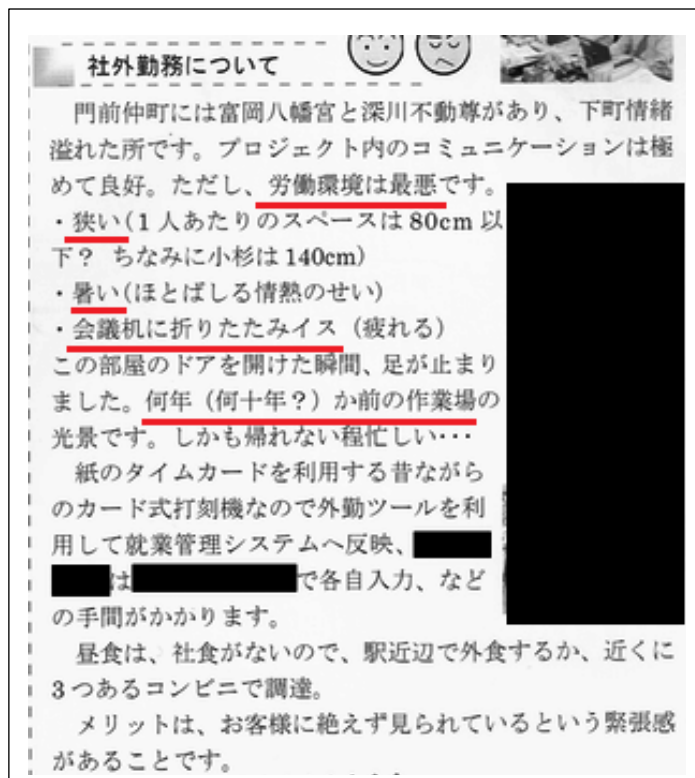 社外勤務について
門前仲町には富岡八幡宮と深川不動尊があり、下町情緒
溢れた所です。プロジェクト内のコミュニケーションは極
めて良好。ただし、労働環境は最悪です。
・狭い(1人あたりのスペースは80cm以
下? ちなみに小杉は140cm)
・暑い(ほとばしる情熱のせい)
・会議机に折りたたみイス(疲れる)
この部屋のドアを開けた瞬間、足が止まり
ました。何年(何十年?)か前の作業場の
光景です。しかも帰れない程忙しい…
紙のタイムカードを利用する昔ながら
のカード式打刻機なので外勤ツールを利
用して就業管理システムへ反映、
は で各自入力、など
の手間がかかります。
昼食は、社食がないので、駅近辺で外食するか、近くに
3つあるコンビニで調達。
メリットは、お客様に絶えず見られているという緊張感
があることです。